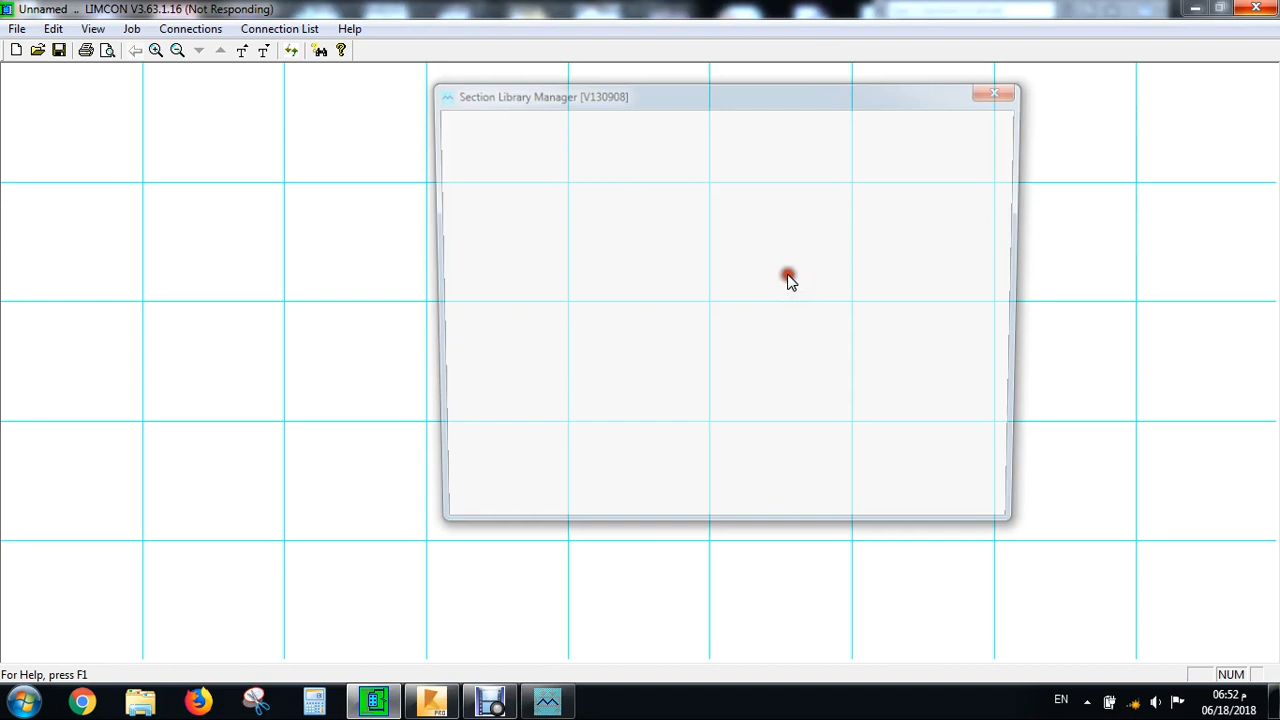 Unnamed .. LIMCON V3.63.1.16 (Not Responding)
File Edit View Job Connections Connection List Help
Section Library Manager [V130908]
For Help, press F1
NUM
PRO
EN
06:52 م
06/18/2018